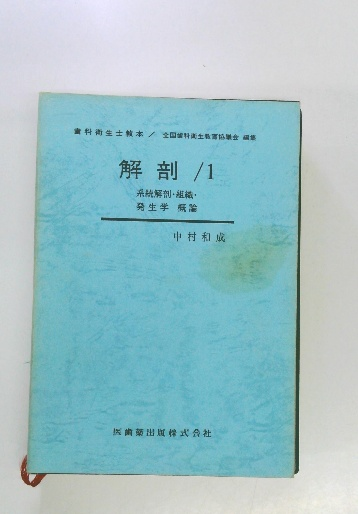 歯科衛生士教本／全国歯科衛生士教育協議会 編集
解剖/1
系統解剖・組織・
発生学 概論
中村和成
医歯薬出版株式会社